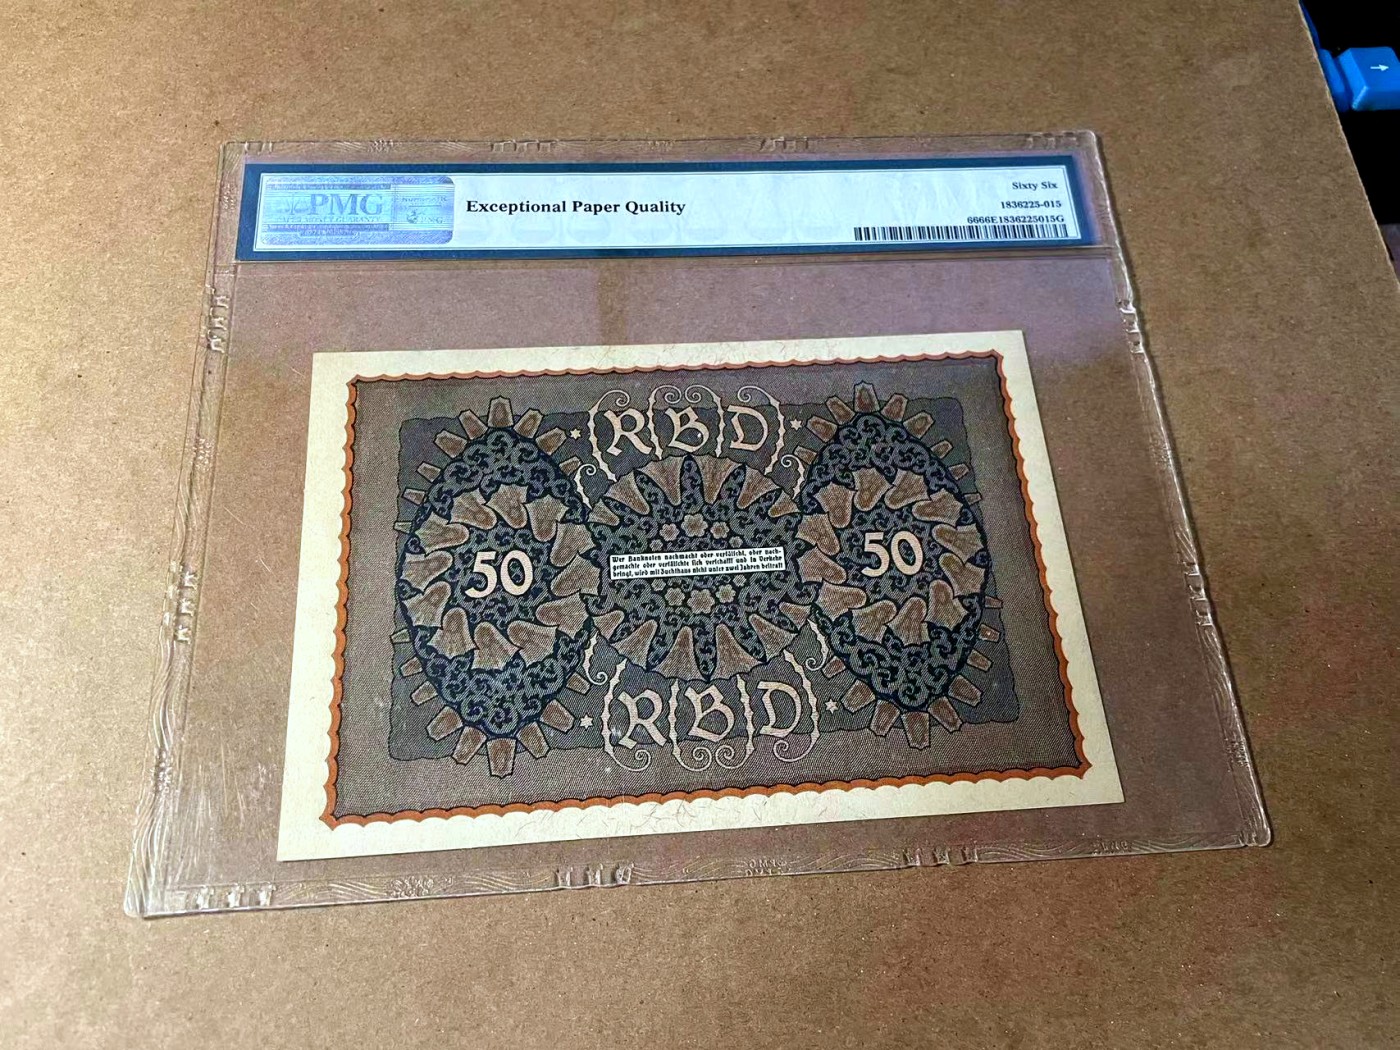 PMG
Exceptional Paper Quality
Sixty Six
1836225-015
6666E1836225015G
RBD
50
50
Wer Banknoten nachmacht oder verfälscht, oder nach-
gemachte oder verfälschte sich verschafft und in Verkehr
bringt, wird mit Zuchthaus nicht unter zwei Jahren bestraft
RBD